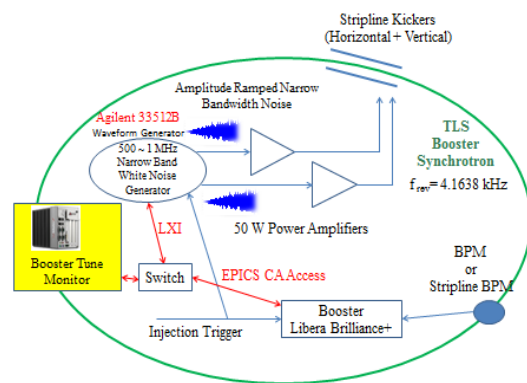 Stripline Kickers
(Horizontal + Vertical)
Amplitude Ramped Narrow
Bandwidth Noise
Agilent 33512B
Waveform Generator
500 ~ 1 MHz
Narrow Band
White Noise
Generator
TLS
Booster
Synchrotron
frev= 4.1638 kHz
50 W Power Amplifiers
LXI
Booster Tune
Monitor
Switch
EPICS CA Access
BPM
or
Stripline BPM
Injection Trigger
Booster
Libera Brilliance+